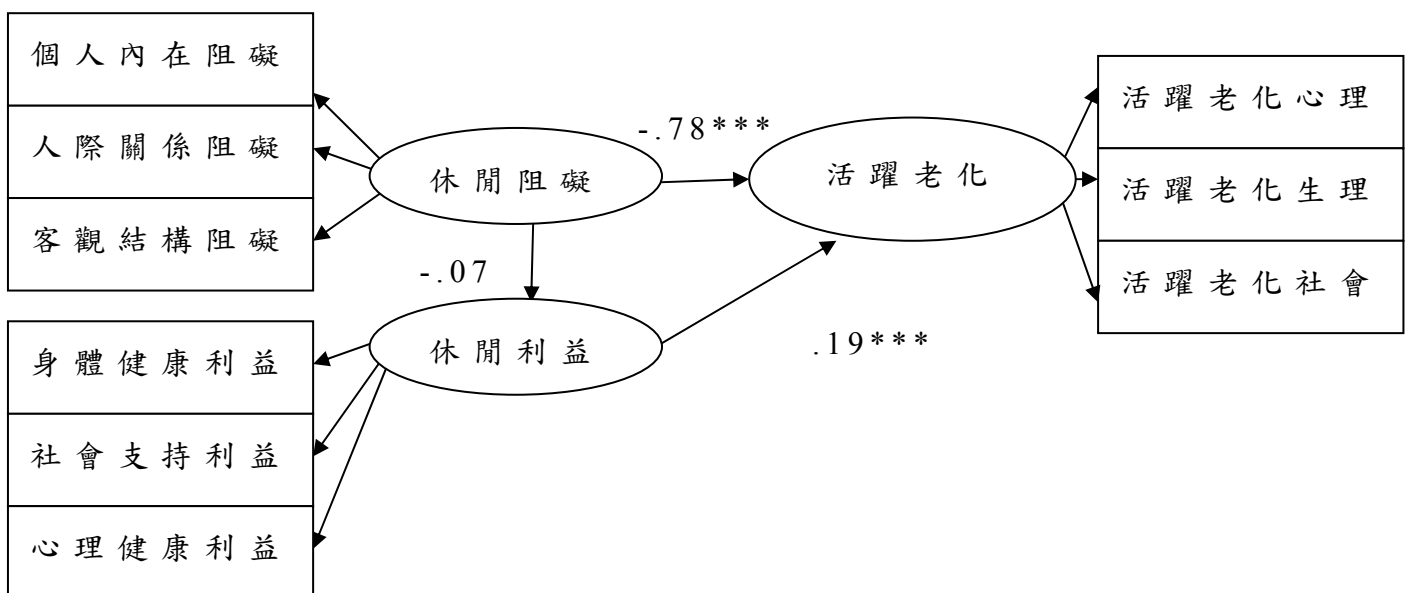 個人內在阻礙
人際關係阻礙
客觀結構阻礙
身體健康利益
社會支持利益
心理健康利益
休閒阻礙
-.07
休閒利益
-.78***
活躍老化
.19***
活躍老化心理
活躍老化生理
活躍老化社會